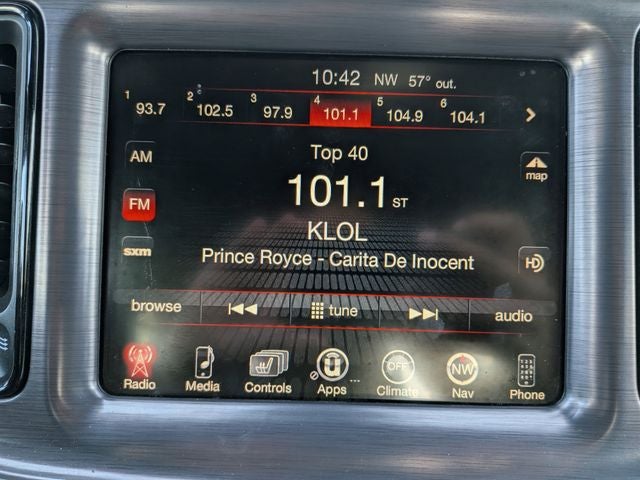 10:42 NW 57° out.
1 93.7 2 102.5 3 97.9 4 101.1 5 104.9 6 104.1
AM
Top 40
map
FM
101.1 ST
KLOL
sxm
Prince Royce - Carita De Inocent
HD
browse tune audio
OFF NW
Radio Media Controls Apps ... Climate Nav Phone